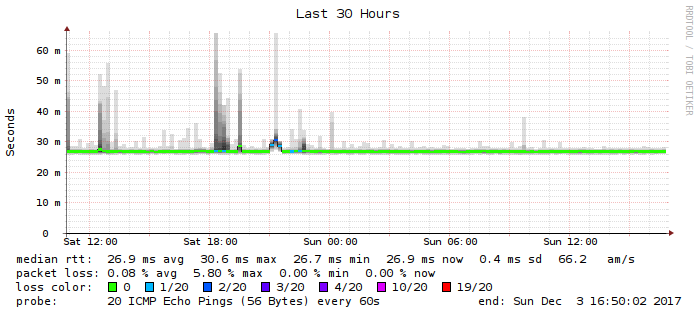 Last 30 Hours
RRDTOOL / TOBI OETIKER
Seconds
60 m
50 m
40 m
30 m
20 m
10 m
0
Sat 12:00 Sat 18:00 Sun 00:00 Sun 06:00 Sun 12:00
median rtt: 26.9 ms avg 30.6 ms max 26.7 ms min 26.9 ms now 0.4 ms sd 66.2 am/s
packet loss: 0.08 % avg 5.80 % max 0.00 % min 0.00 % now
loss color: 0 1/20 2/20 3/20 4/20 10/20 19/20
probe: 20 ICMP Echo Pings (56 Bytes) every 60s end: Sun Dec 3 16:50:02 2017